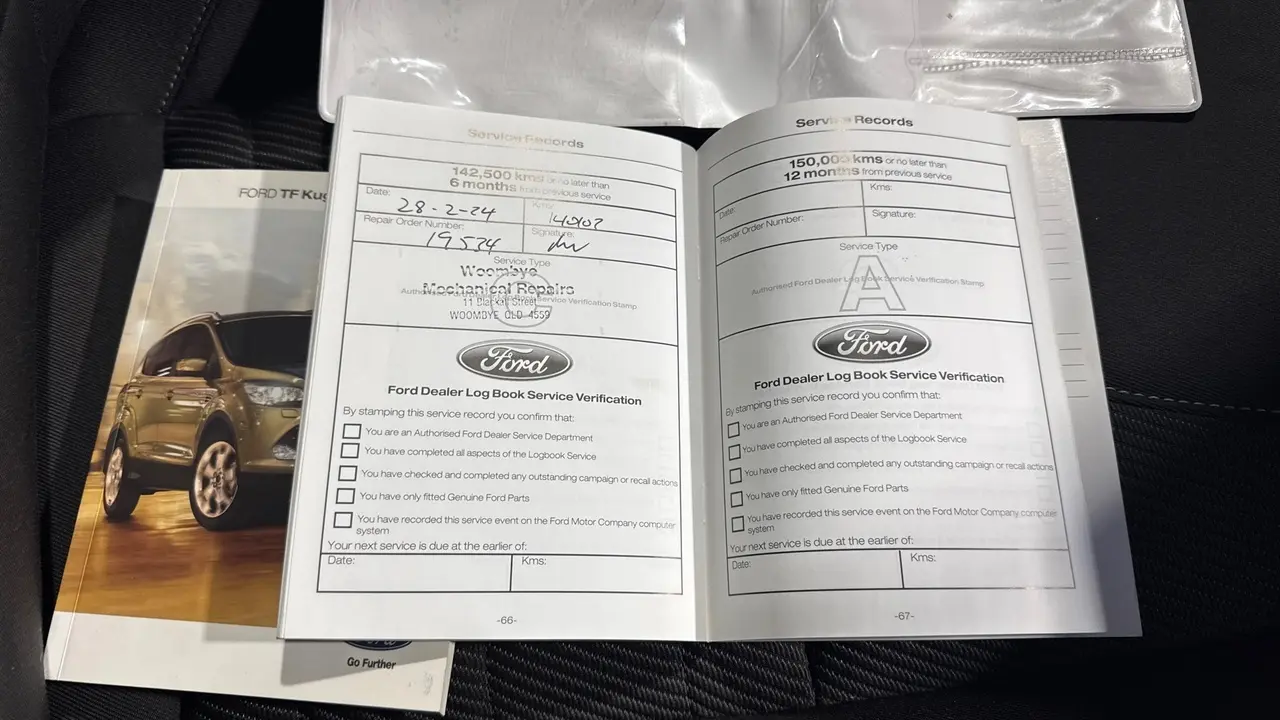 FORD TF Kug
Service Records
142,500 kms or no later than
6 months from previous service
Date:
28-2-24
Kms:
140107
Repair Order Number:
19534
Signature:
Service Type
C
Authorised Ford Dealer Log Book Service Verification Stamp
Woombye
Mechanical Repairs
11 Blackall Street
WOOMBYE QLD 4559
Ford
Ford Dealer Log Book Service Verification
By stamping this service record you confirm that:
You are an Authorised Ford Dealer Service Department
You have completed all aspects of the Logbook Service
You have checked and completed any outstanding campaign or recall actions
You have only fitted Genuine Ford Parts
You have recorded this service event on the Ford Motor Company computer
system
Your next service is due at the earlier of:
Date:
Kms:
-66-
Service Records
150,000 kms or no later than
12 months from previous service
Date:
Kms:
Repair Order Number:
Signature:
Service Type
A
Authorised Ford Dealer Log Book Service Verification Stamp
Ford
Ford Dealer Log Book Service Verification
By stamping this service record you confirm that:
You are an Authorised Ford Dealer Service Department
You have completed all aspects of the Logbook Service
You have checked and completed any outstanding campaign or recall actions
You have only fitted Genuine Ford Parts
You have recorded this service event on the Ford Motor Company computer
system
Your next service is due at the earlier of:
Date:
Kms:
-67-
Go Further